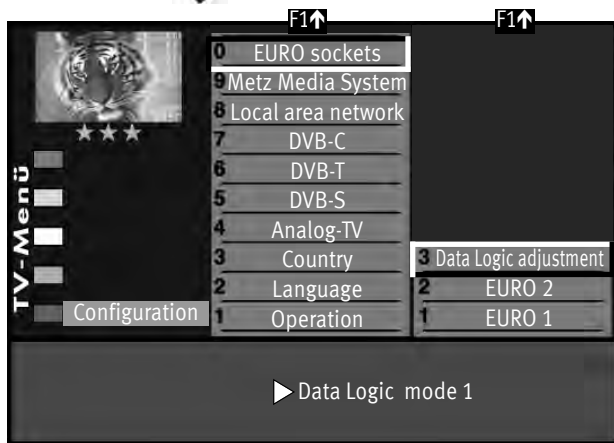 F1↑ F1↑
0 EURO sockets
9 Metz Media System
8 Local area network
7 DVB-C
6 DVB-T
5 DVB-S
4 Analog-TV
3 Country
2 Language
1 Operation
3 Data Logic adjustment
2 EURO 2
1 EURO 1
TV-Menü
Configuration
Data Logic mode 1